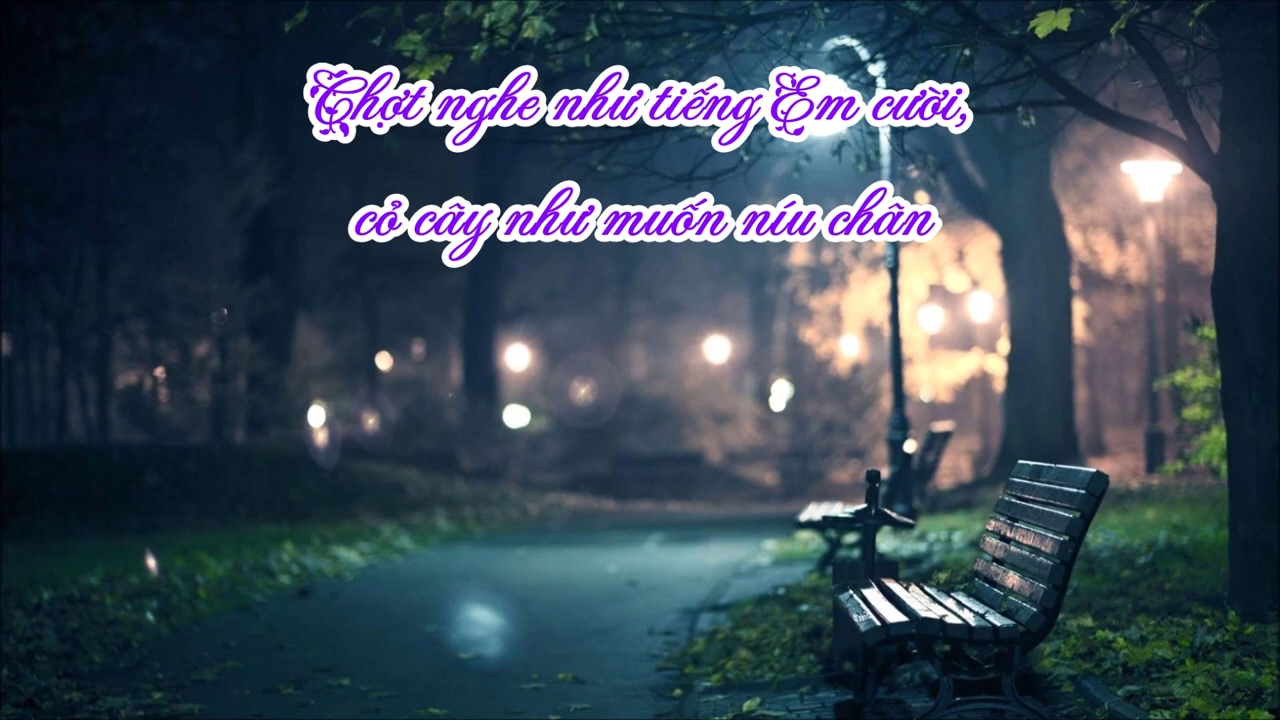 Chợt nghe như tiếng Em cười,
cỏ cây như muốn níu chân